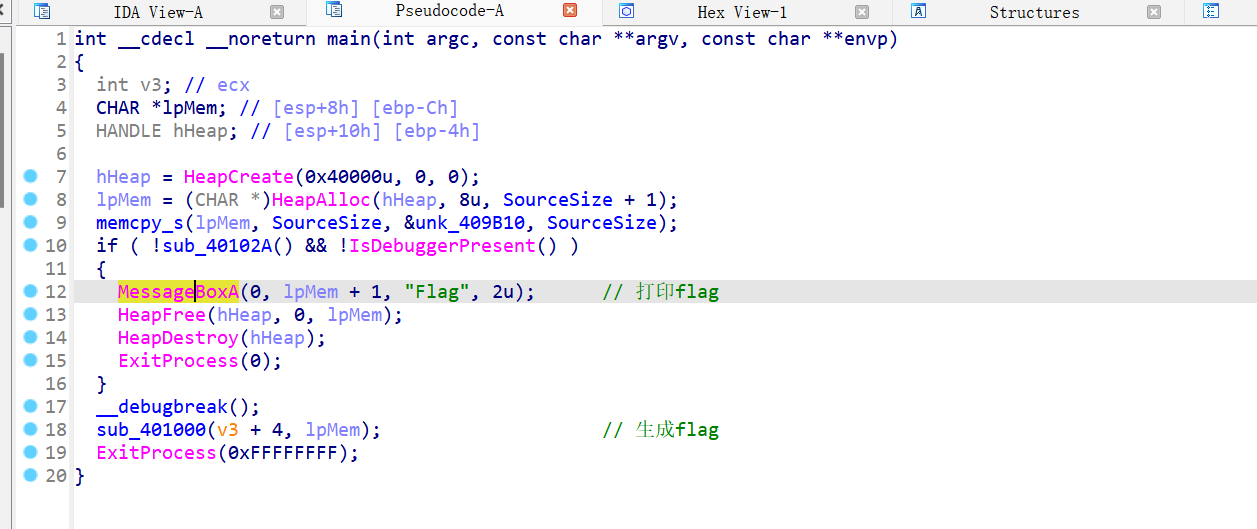 IDA View-A Pseudocode-A Hex View-1 Structures
1 int __cdecl __noreturn main(int argc, const char **argv, const char **envp)
2 {
3 int v3; // ecx
4 CHAR *lpMem; // [esp+8h] [ebp-Ch]
5 HANDLE hHeap; // [esp+10h] [ebp-4h]
6
7 hHeap = HeapCreate(0x40000u, 0, 0);
8 lpMem = (CHAR *)HeapAlloc(hHeap, 8u, SourceSize + 1);
9 memcpy_s(lpMem, SourceSize, &unk_409B10, SourceSize);
10 if ( !sub_40102A() && !IsDebuggerPresent() )
11 {
12 MessageBoxA(0, lpMem + 1, "Flag", 2u); // 打印flag
13 HeapFree(hHeap, 0, lpMem);
14 HeapDestroy(hHeap);
15 ExitProcess(0);
16 }
17 __debugbreak();
18 sub_401000(v3 + 4, lpMem); // 生成flag
19 ExitProcess(0xFFFFFFFF);
20 }